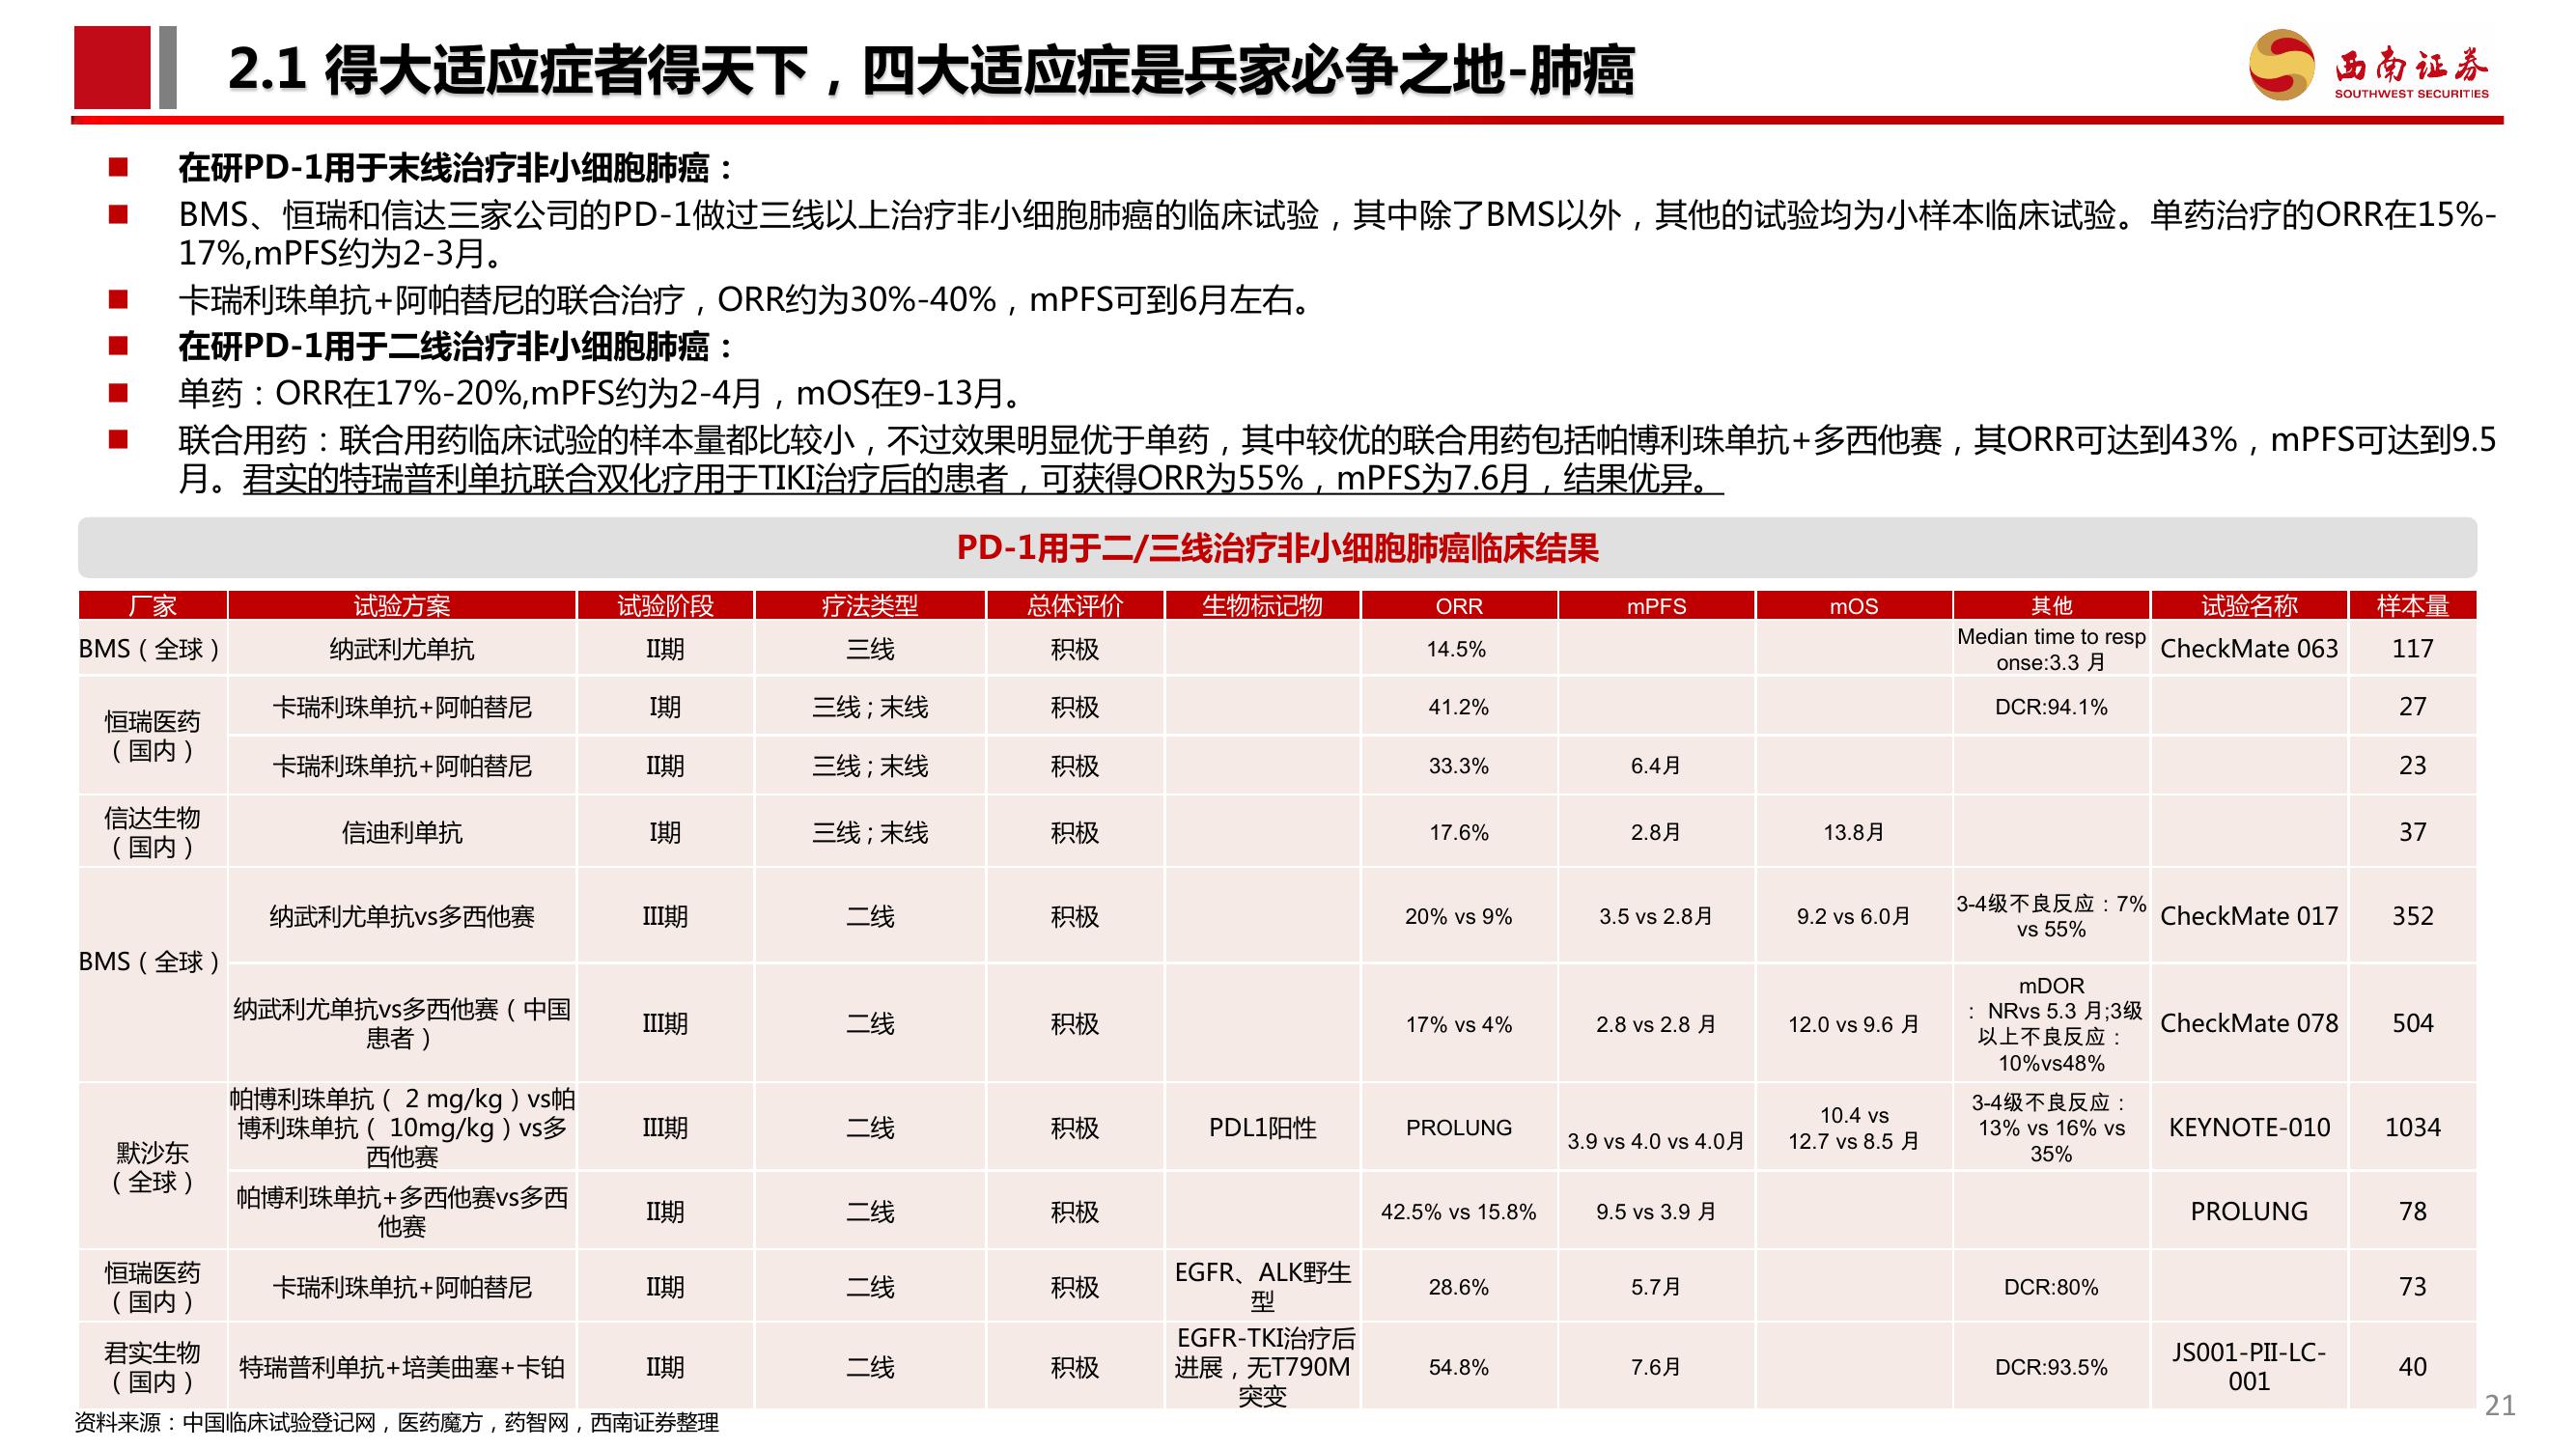 2.1 得大适应症者得天下，四大适应症是兵家必争之地-肺癌
西南证券
SOUTHWEST SECURITIES
在研PD-1用于末线治疗非小细胞肺癌：
BMS、恒瑞和信达三家公司的PD-1做过三线以上治疗非小细胞肺癌的临床试验，其中除了BMS以外，其他的试验均为小样本临床试验。单药治疗的ORR在15%-
17%,mPFS约为2-3月。
卡瑞利珠单抗+阿帕替尼的联合治疗，ORR约为30%-40%，mPFS可到6月左右。
在研PD-1用于二线治疗非小细胞肺癌：
单药：ORR在17%-20%,mPFS约为2-4月，mOS在9-13月。
联合用药：联合用药临床试验的样本量都比较小，不过效果明显优于单药，其中较优的联合用药包括帕博利珠单抗+多西他赛，其ORR可达到43%，mPFS可达到9.5
月。君实的特瑞普利单抗联合双化疗用于TIKI治疗后的患者，可获得ORR为55%，mPFS为7.6月，结果优异。
PD-1用于二/三线治疗非小细胞肺癌临床结果
厂家 试验方案 试验阶段 疗法类型 总体评价 生物标记物 ORR mPFS mOS 其他 试验名称 样本量
BMS（全球） 纳武利尤单抗 II期 三线 积极 14.5% Median time to resp
onse:3.3 月 CheckMate 063 117
恒瑞医药
（国内） 卡瑞利珠单抗+阿帕替尼 I期 三线；末线 积极 41.2% DCR:94.1% 27
卡瑞利珠单抗+阿帕替尼 II期 三线；末线 积极 33.3% 6.4月 23
信达生物
（国内） 信迪利单抗 I期 三线；末线 积极 17.6% 2.8月 13.8月 37
BMS（全球） 纳武利尤单抗vs多西他赛 III期 二线 积极 20% vs 9% 3.5 vs 2.8月 9.2 vs 6.0月 3-4级不良反应：7%
vs 55% CheckMate 017 352
纳武利尤单抗vs多西他赛（中国
患者） III期 二线 积极 17% vs 4% 2.8 vs 2.8 月 12.0 vs 9.6 月 mDOR
：NRvs 5.3 月;3级
以上不良反应：
10%vs48% CheckMate 078 504
默沙东
（全球） 帕博利珠单抗（ 2 mg/kg）vs帕
博利珠单抗（ 10mg/kg）vs多
西他赛 III期 二线 积极 PDL1阳性 PROLUNG 3.9 vs 4.0 vs 4.0月 10.4 vs
12.7 vs 8.5 月 3-4级不良反应：
13% vs 16% vs
35% KEYNOTE-010 1034
帕博利珠单抗+多西他赛vs多西
他赛 II期 二线 积极 42.5% vs 15.8% 9.5 vs 3.9 月 PROLUNG 78
恒瑞医药
（国内） 卡瑞利珠单抗+阿帕替尼 II期 二线 积极 EGFR、ALK野生
型 28.6% 5.7月 DCR:80% 73
君实生物
（国内） 特瑞普利单抗+培美曲塞+卡铂 II期 二线 积极 EGFR-TKI治疗后
进展，无T790M
突变 54.8% 7.6月 DCR:93.5% JS001-PII-LC-
001 40
资料来源：中国临床试验登记网，医药魔方，药智网，西南证券整理
21